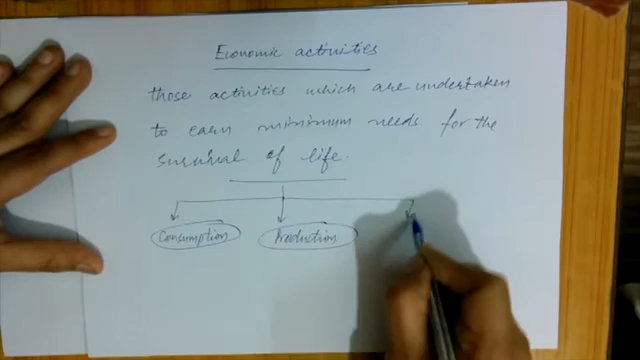 Economic activities
those activities which are undertaken
to earn minimum needs for the
survival of life.
Consumption Production